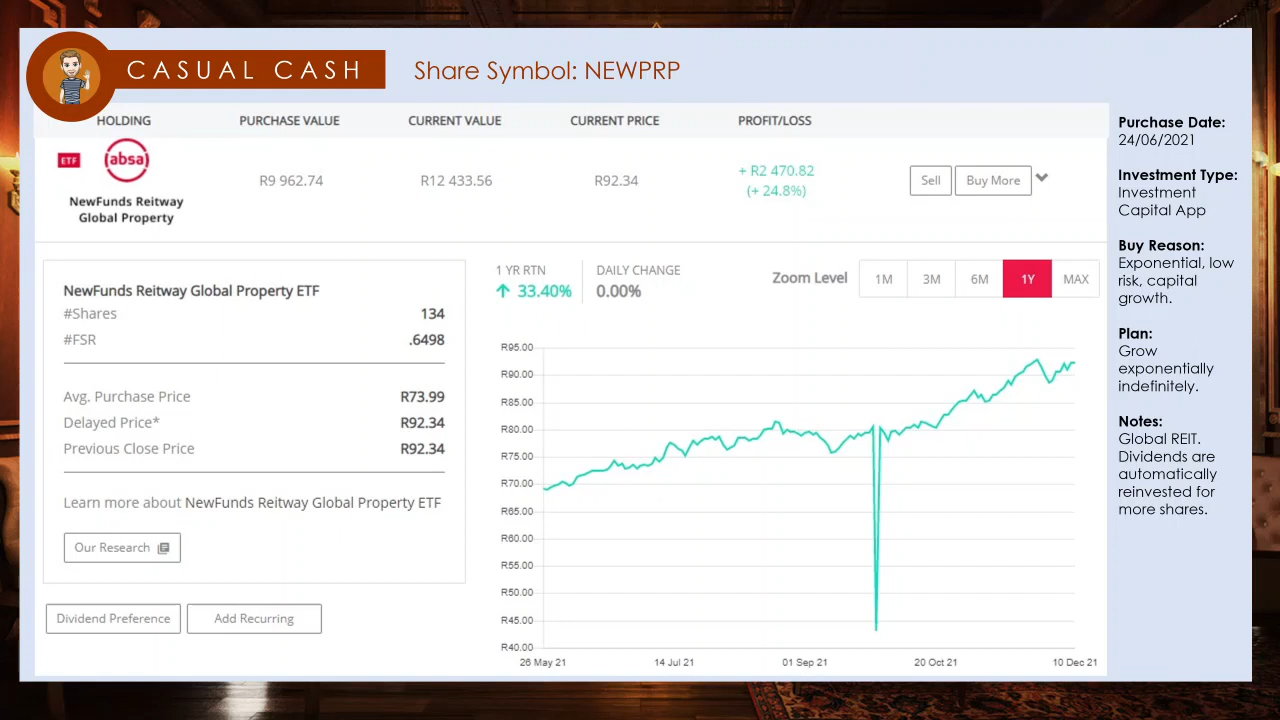 CASUAL CASH
Share Symbol: NEWPRP
HOLDING PURCHASE VALUE CURRENT VALUE CURRENT PRICE PROFIT/LOSS
ETF
absa
NewFunds Reitway
Global Property
R9 962.74 R12 433.56 R92.34
+ R2 470.82
(+ 24.8%)
Sell Buy More
NewFunds Reitway Global Property ETF
#Shares 134
#FSR .6498
Avg. Purchase Price R73.99
Delayed Price* R92.34
Previous Close Price R92.34
Learn more about NewFunds Reitway Global Property ETF
Our Research
Dividend Preference Add Recurring
1 YR RTN DAILY CHANGE
33.40% 0.00%
Zoom Level 1M 3M 6M 1Y MAX
R95.00
R90.00
R85.00
R80.00
R75.00
R70.00
R65.00
R60.00
R55.00
R50.00
R45.00
R40.00
26 May 21 14 Jul 21 01 Sep 21 20 Oct 21 10 Dec 21
Purchase Date:
24/06/2021
Investment Type:
Investment
Capital App
Buy Reason:
Exponential, low
risk, capital
growth.
Plan:
Grow
exponentially
indefinitely.
Notes:
Global REIT.
Dividends are
automatically
reinvested for
more shares.